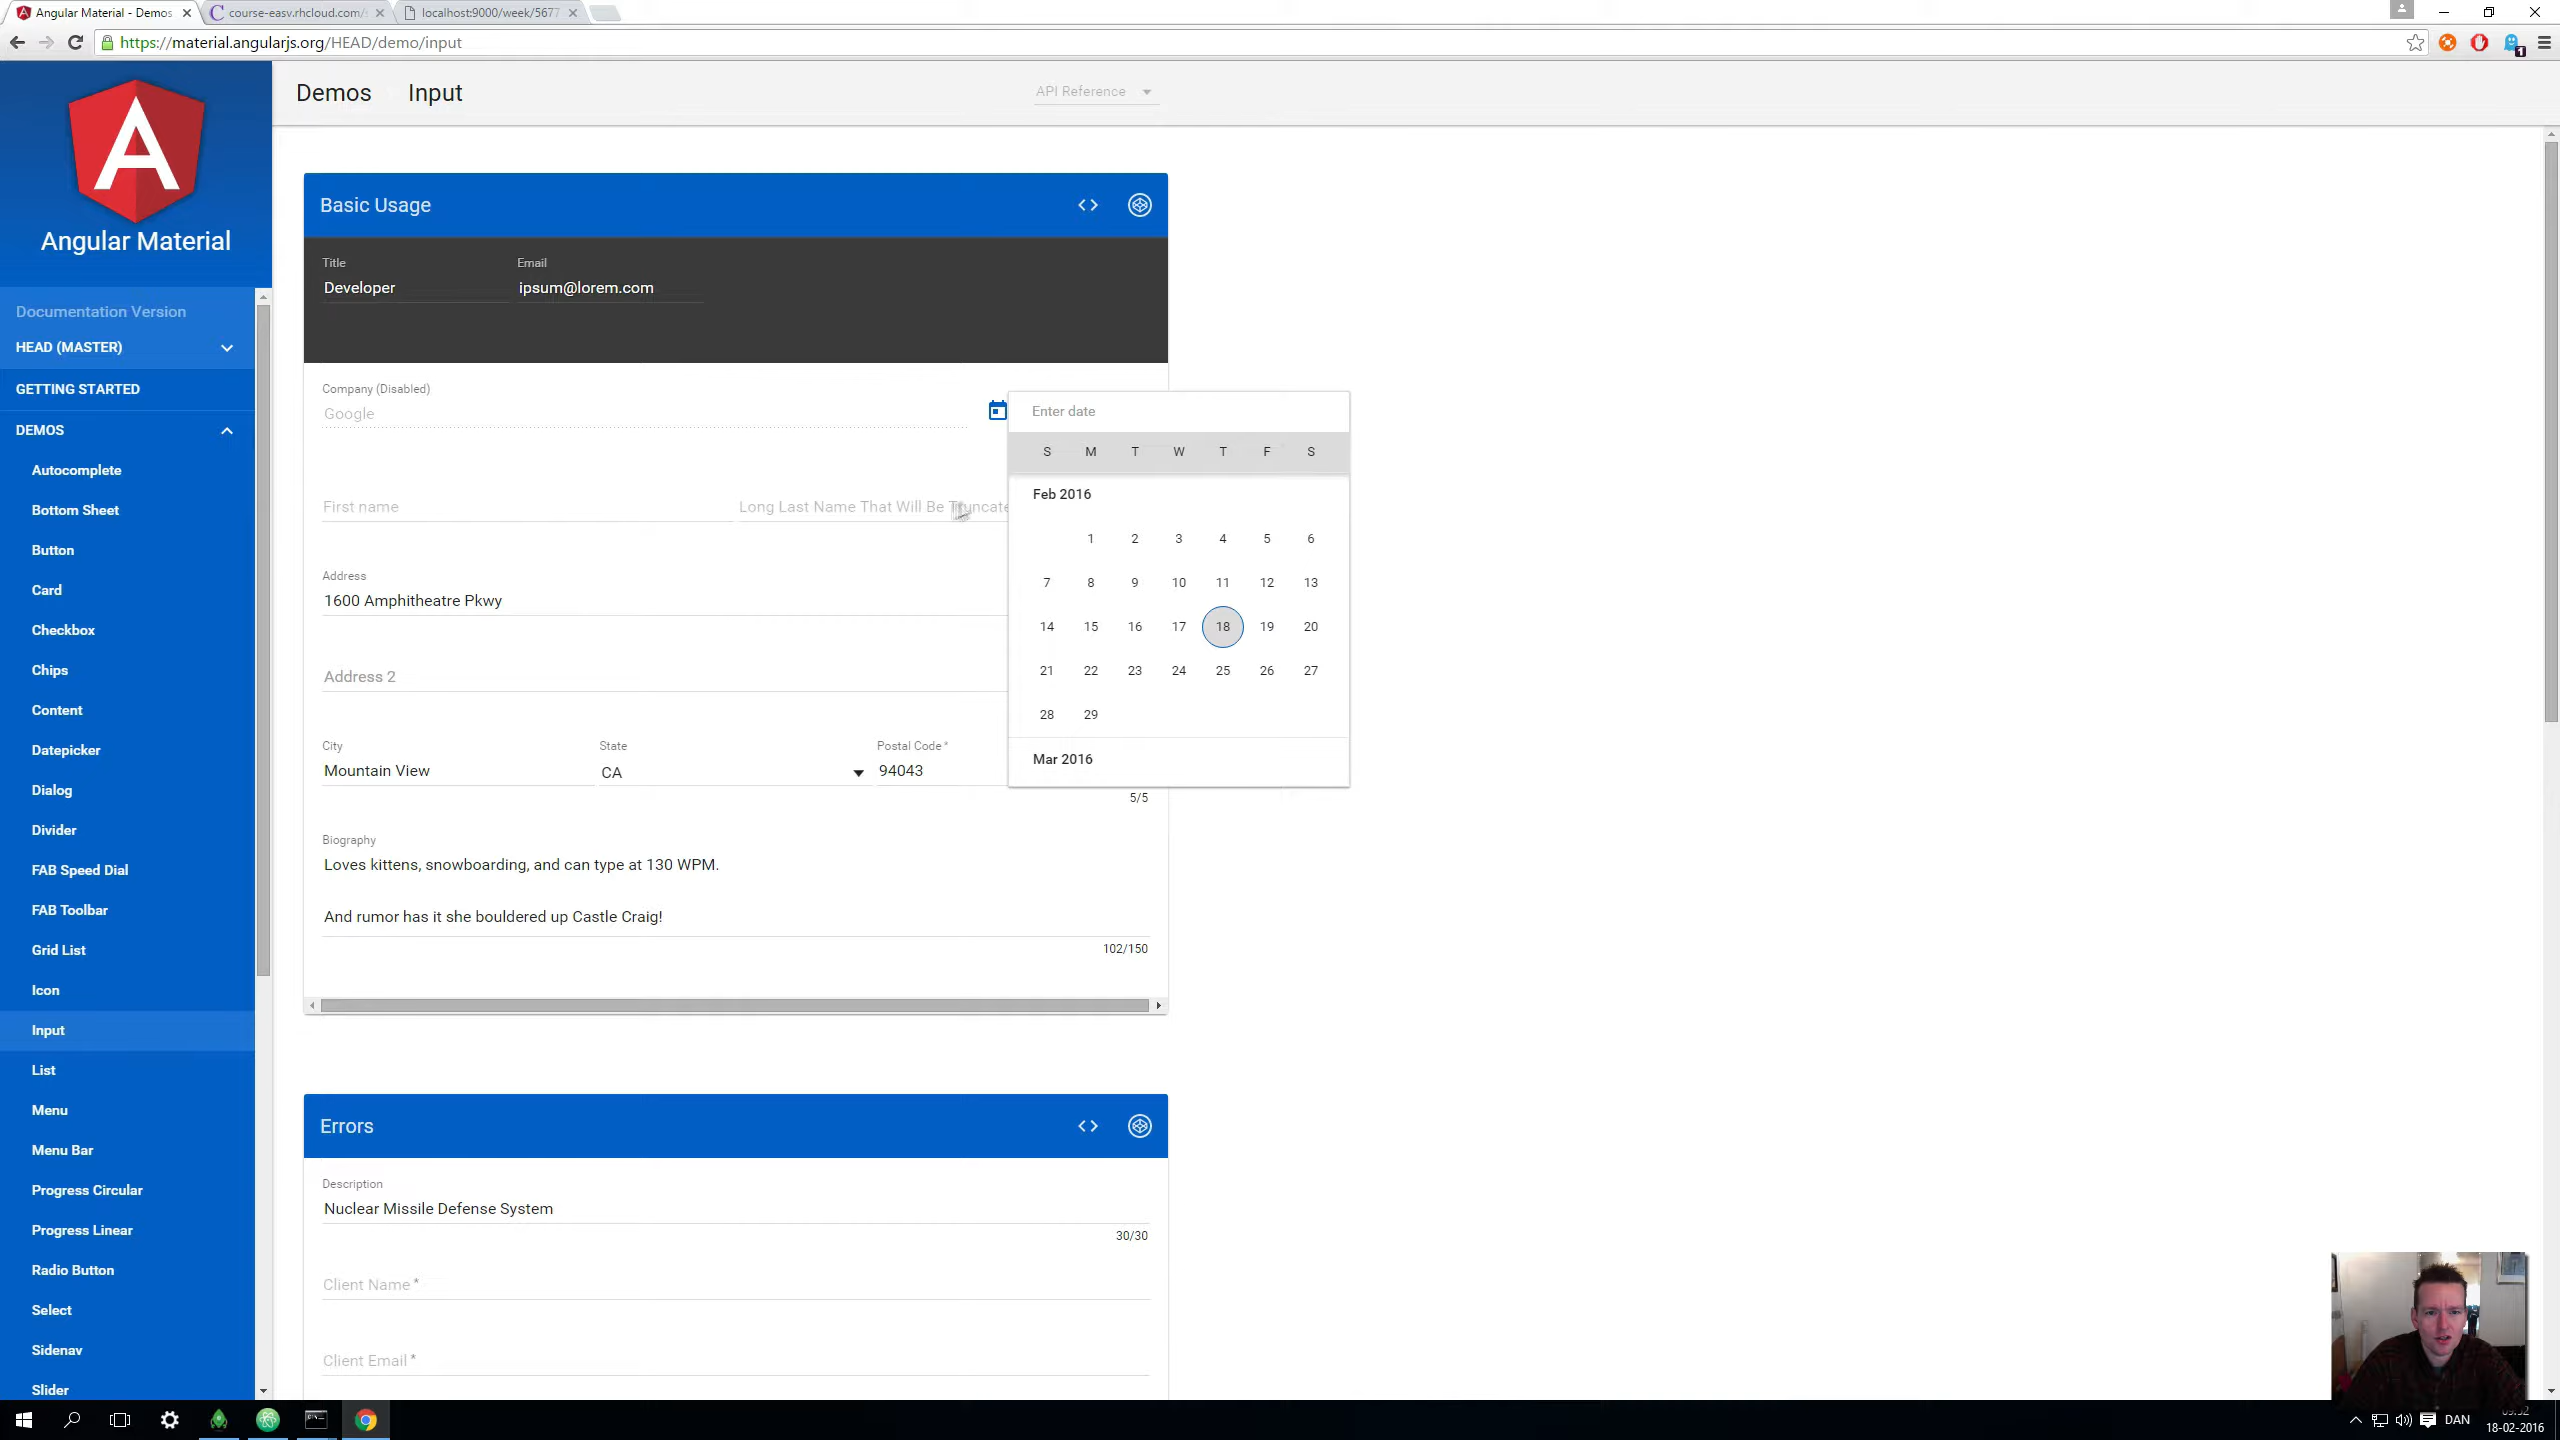 Angular Material - Demos
course-easv.rhcloud.com/
localhost:9000/week/5677
https://material.angularjs.org/HEAD/demo/input
1
Angular Material
Demos
Input
API Reference
Documentation Version
HEAD (MASTER)
GETTING STARTED
DEMOS
Autocomplete
Bottom Sheet
Button
Card
Checkbox
Chips
Content
Datepicker
Dialog
Divider
FAB Speed Dial
FAB Toolbar
Grid List
Icon
Input
List
Menu
Menu Bar
Progress Circular
Progress Linear
Radio Button
Select
Sidenav
Slider
Basic Usage
Title
Email
Developer
ipsum@lorem.com
Company (Disabled)
Google
First name
Long Last Name That Will Be Truncate
Address
1600 Amphitheatre Pkwy
Address 2
City
State
Postal Code *
Mountain View
CA
94043
5/5
Biography
Loves kittens, snowboarding, and can type at 130 WPM.
And rumor has it she bouldered up Castle Craig!
102/150
Enter date
S M T W T F S
Feb 2016
1 2 3 4 5 6
7 8 9 10 11 12 13
14 15 16 17 18 19 20
21 22 23 24 25 26 27
28 29
Mar 2016
Errors
Description
Nuclear Missile Defense System
30/30
Client Name *
Client Email *
DAN
18-02-2016